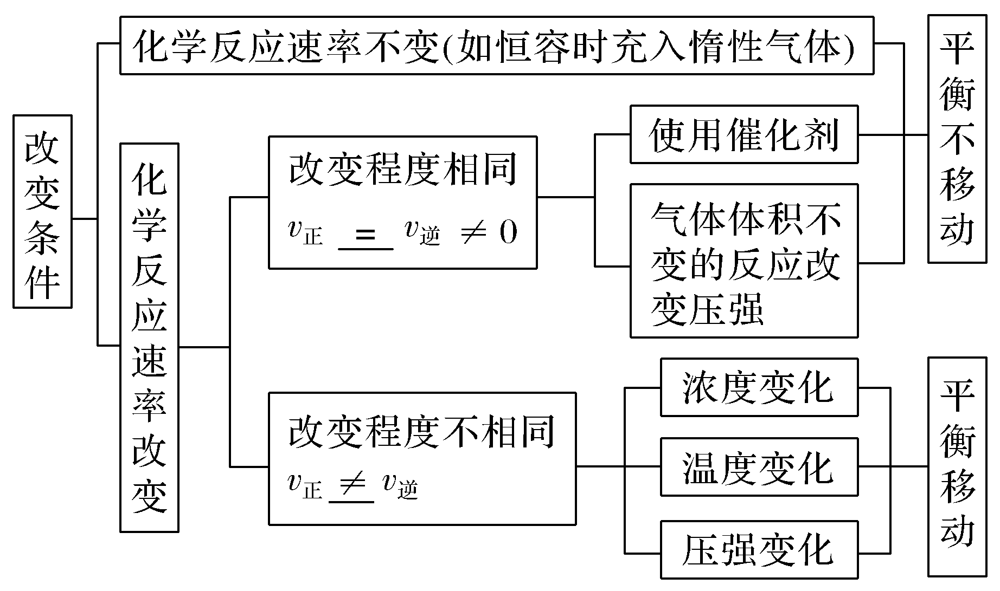 改变条件
化学反应速率不变(如恒容时充入惰性气体)
化学反应速率改变
改变程度相同
v正 = v逆 ≠ 0
使用催化剂
气体体积不
变的反应改
变压强
平衡不移动
改变程度不相同
v正 ≠ v逆
浓度变化
温度变化
压强变化
平衡移动